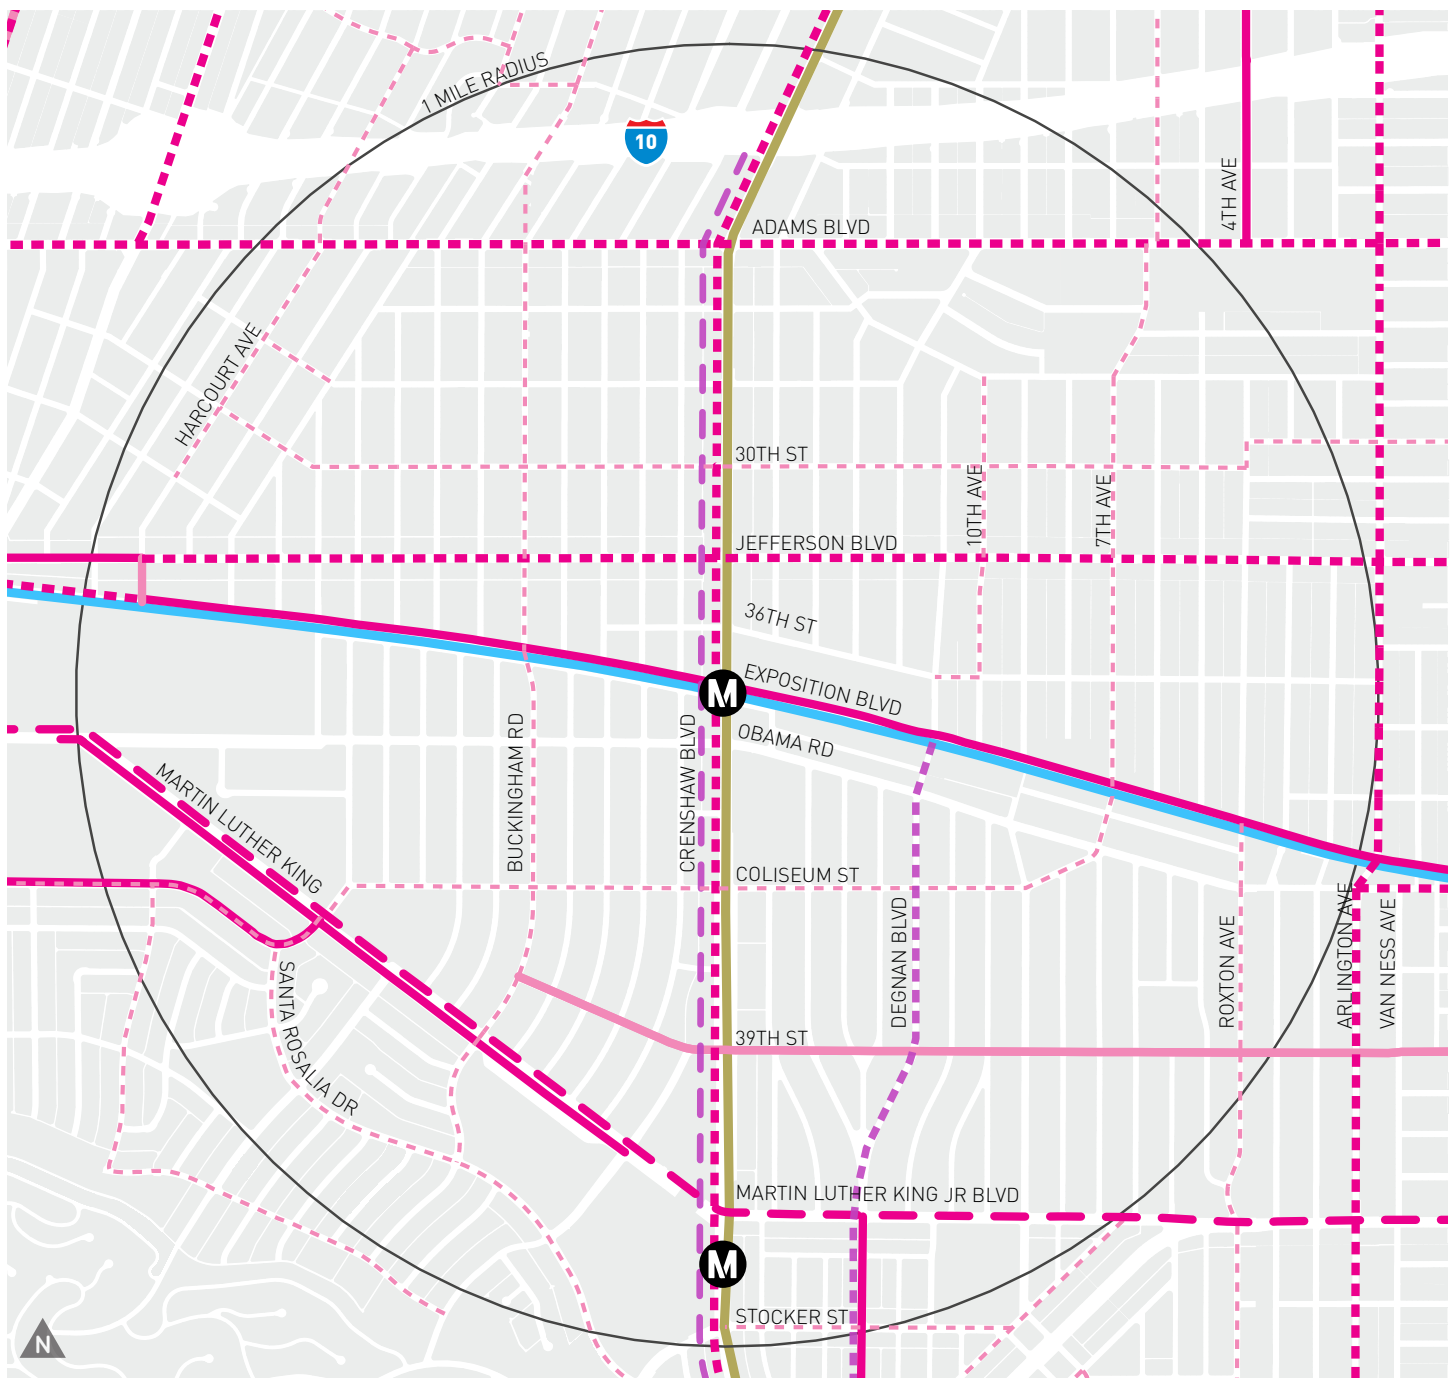 1 MILE RADIUS
10
4TH AVE
ADAMS BLVD
HARCOURT AVE
30TH ST
10TH AVE
7TH AVE
JEFFERSON BLVD
36TH ST
EXPOSITION BLVD
M
OBAMA RD
BUCKINGHAM RD
CRENSHAW BLVD
MARTIN LUTHER KING
COLISEUM ST
DEGNAN BLVD
ROXTON AVE
ARLINGTON AVE
VAN NESS AVE
SANTA ROSALIA DR
39TH ST
MARTIN LUTHER KING JR BLVD
M
STOCKER ST
N